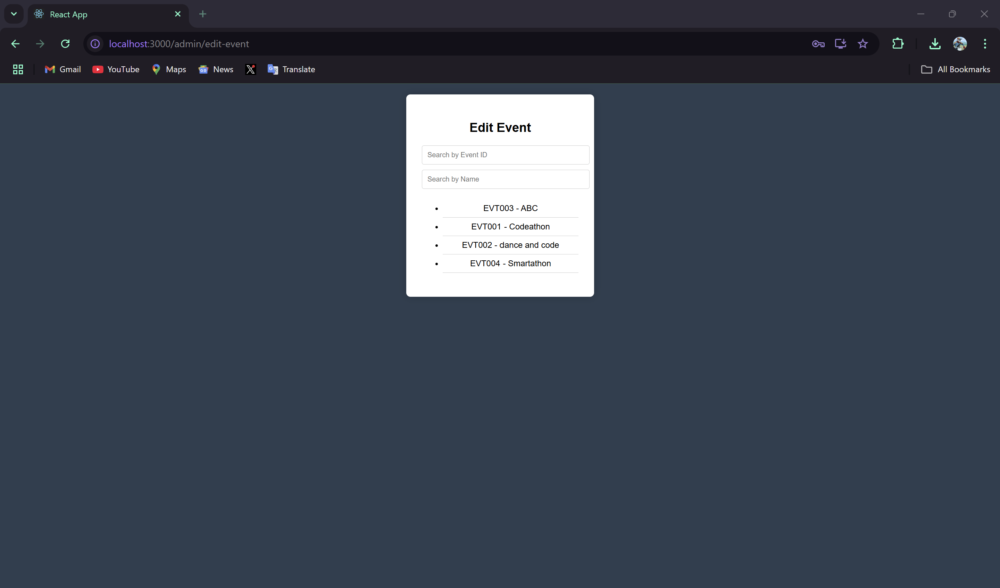 React App
localhost:3000/admin/edit-event
Gmail YouTube Maps News Translate All Bookmarks
Edit Event
Search by Event ID
Search by Name
• EVT003 - ABC
• EVT001 - Codeathon
• EVT002 - dance and code
• EVT004 - Smartathon